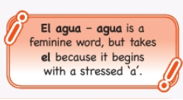 El agua – agua is a
feminine word, but takes
el because it begins
with a stressed 'a'.